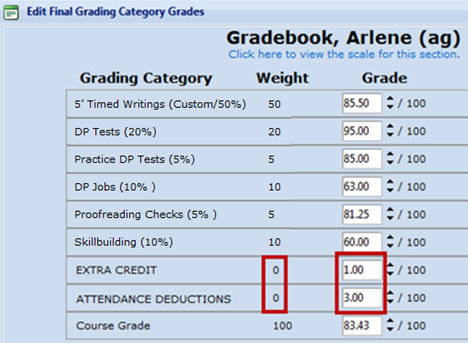 Edit Final Grading Category Grades
Gradebook, Arlene (ag)
Click here to view the scale for this section.
Grading Category Weight Grade
5' Timed Writings (Custom/50%) 50 85.50 / 100
DP Tests (20%) 20 95.00 / 100
Practice DP Tests (5%) 5 85.00 / 100
DP Jobs (10% ) 10 63.00 / 100
Proofreading Checks (5% ) 5 81.25 / 100
Skillbuilding (10%) 10 60.00 / 100
EXTRA CREDIT 0 1.00 / 100
ATTENDANCE DEDUCTIONS 0 3.00 / 100
Course Grade 100 83.43 / 100